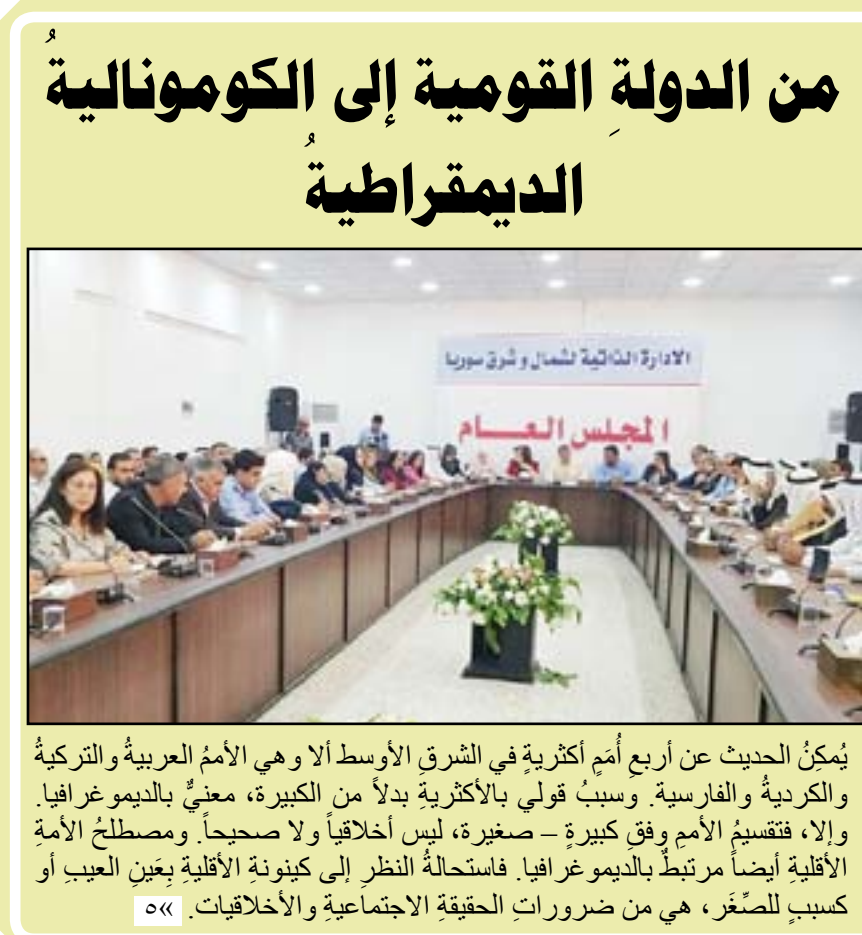 من الدولةِ القومية إلى الكومونالية
الديمقراطيةُ
الادارة الذاتية لشمال و شرق سوريا
المجلس العـــــام
يُمكِنُ الحديث عن أربعِ أُمَمٍ أكثريةٍ في الشرقِ الأوسط ألا وهي الأممُ العربيةُ والتركيةُ
والكرديةُ والفارسية. وسببُ قولي بالأكثريةِ بدلاً من الكبيرة، معنيٌّ بالديموغرافيا.
وإلا، فتقسيمُ الأممِ وفقِ كبيرةٍ – صغيرة، ليس أخلاقياً ولا صحيحاً. ومصطلحُ الأمةِ
الأقليةِ أيضاً مرتبطٌ بالديموغرافيا. فاستحالةُ النظرِ إلى كينونةِ الأقليةِ بِعَينِ العيبِ أو
كسببٍ للصِّغَر، هي من ضروراتِ الحقيقةِ الاجتماعيةِ والأخلاقيات. »٥